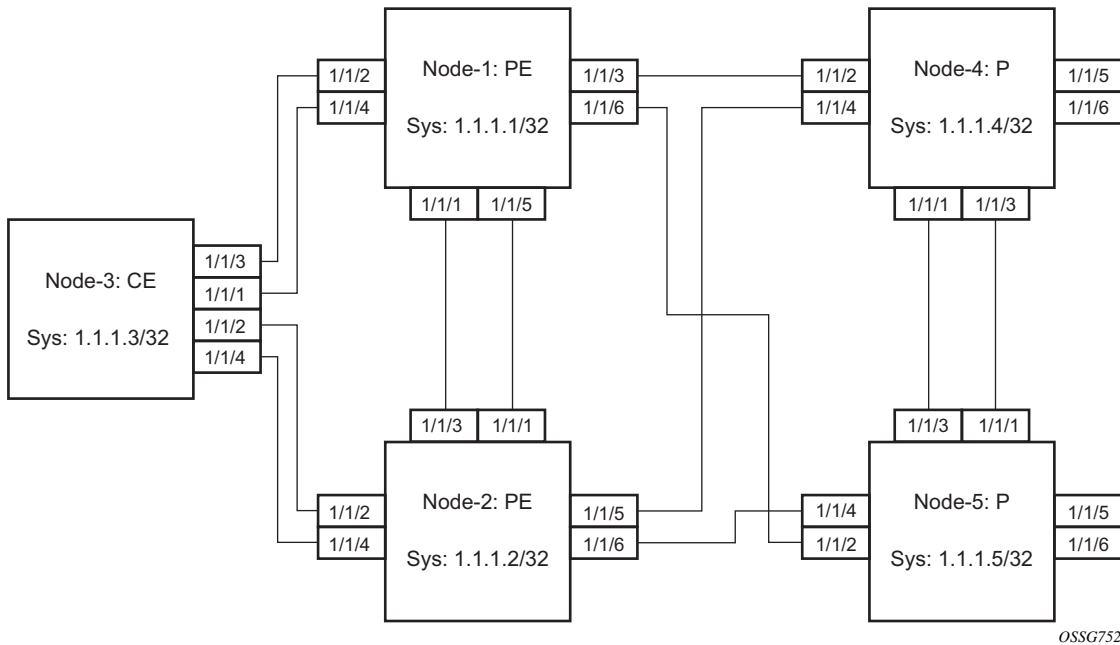 1/1/2
1/1/4
Node-1: PE
Sys: 1.1.1.1/32
1/1/3
1/1/6
1/1/1
1/1/5
1/1/2
1/1/4
Node-4: P
Sys: 1.1.1.4/32
1/1/5
1/1/6
1/1/1
1/1/3
Node-3: CE
Sys: 1.1.1.3/32
1/1/3
1/1/1
1/1/2
1/1/4
1/1/3
1/1/1
1/1/2
1/1/4
Node-2: PE
Sys: 1.1.1.2/32
1/1/5
1/1/6
1/1/3
1/1/1
1/1/4
1/1/2
Node-5: P
Sys: 1.1.1.5/32
1/1/5
1/1/6
OSSG752